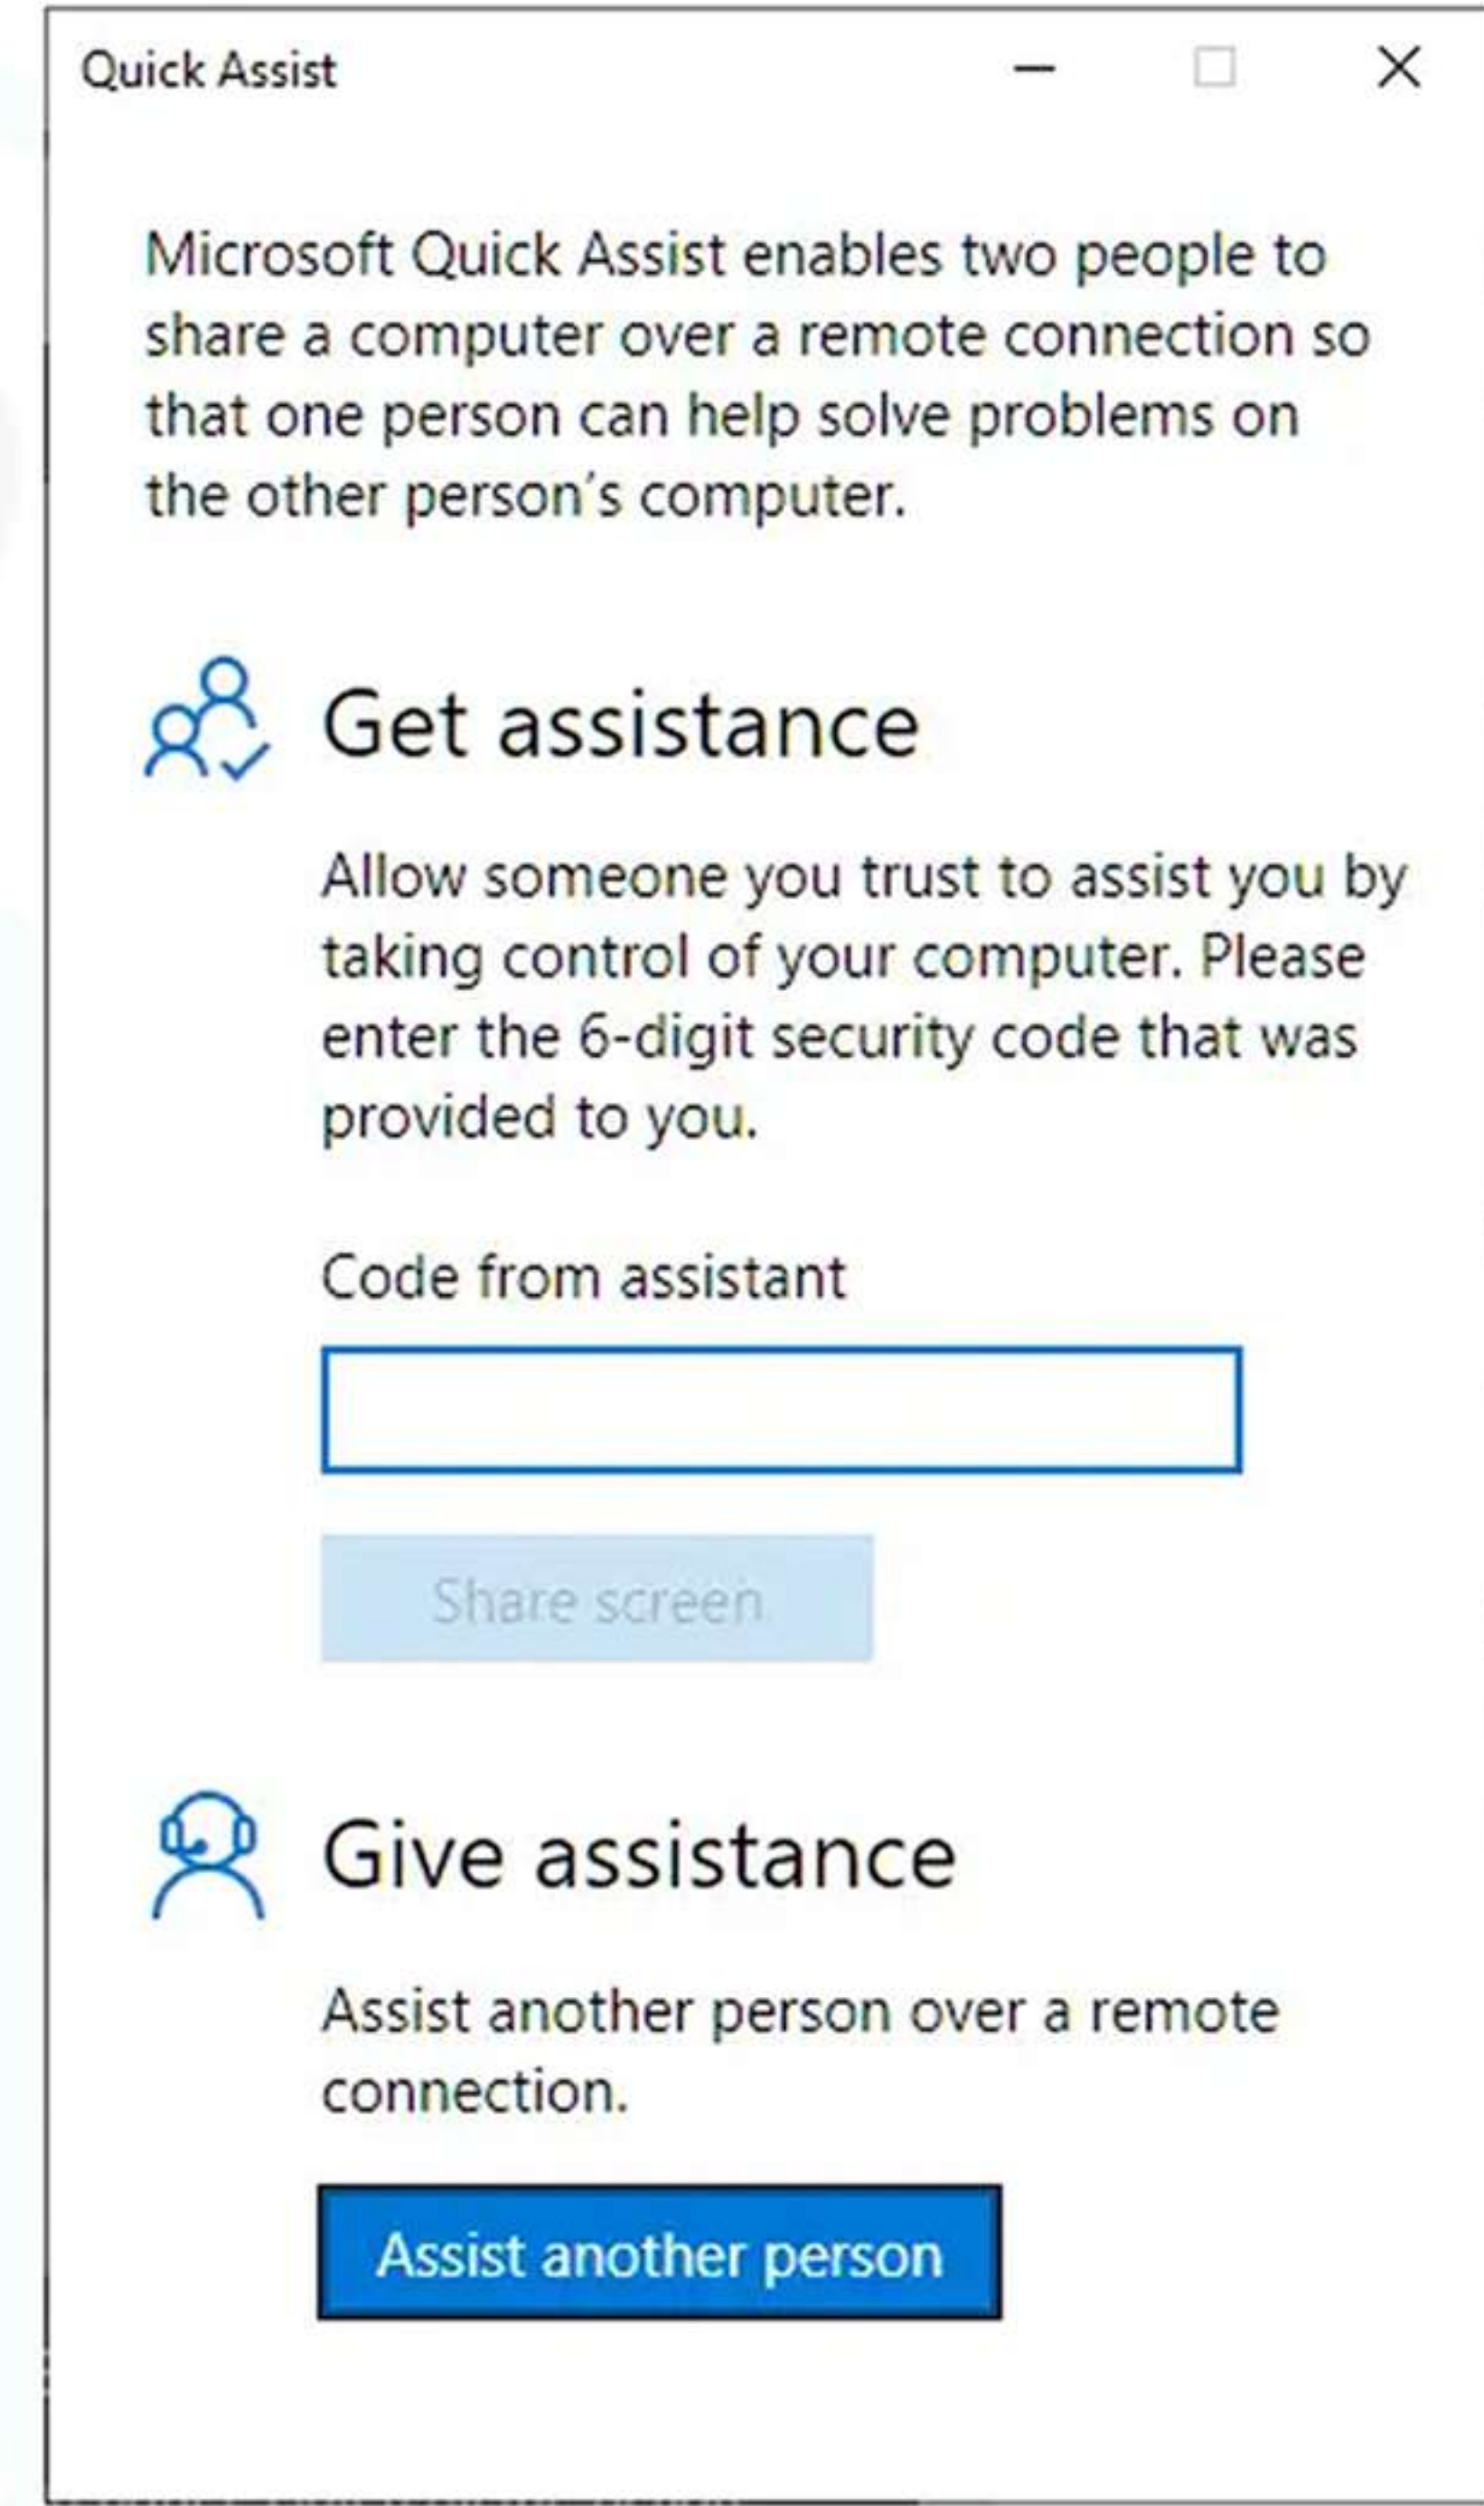 Quick Assist
Microsoft Quick Assist enables two people to
share a computer over a remote connection so
that one person can help solve problems on
the other person's computer.
Get assistance
Allow someone you trust to assist you by
taking control of your computer. Please
enter the 6-digit security code that was
provided to you.
Code from assistant
Share screen
Give assistance
Assist another person over a remote
connection.
Assist another person